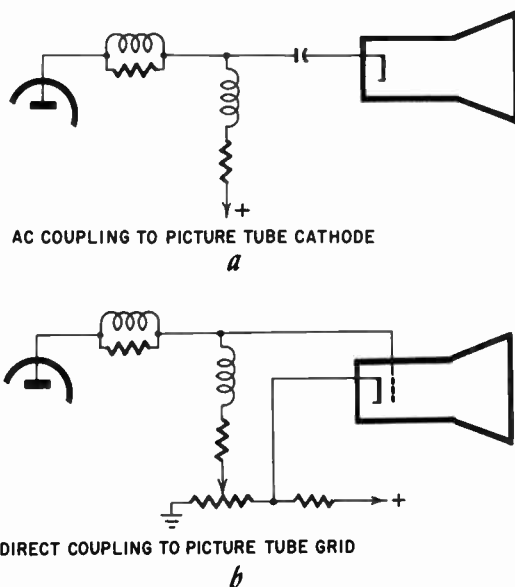 +
AC COUPLING TO PICTURE TUBE CATHODE
a
+
DIRECT COUPLING TO PICTURE TUBE GRID
b